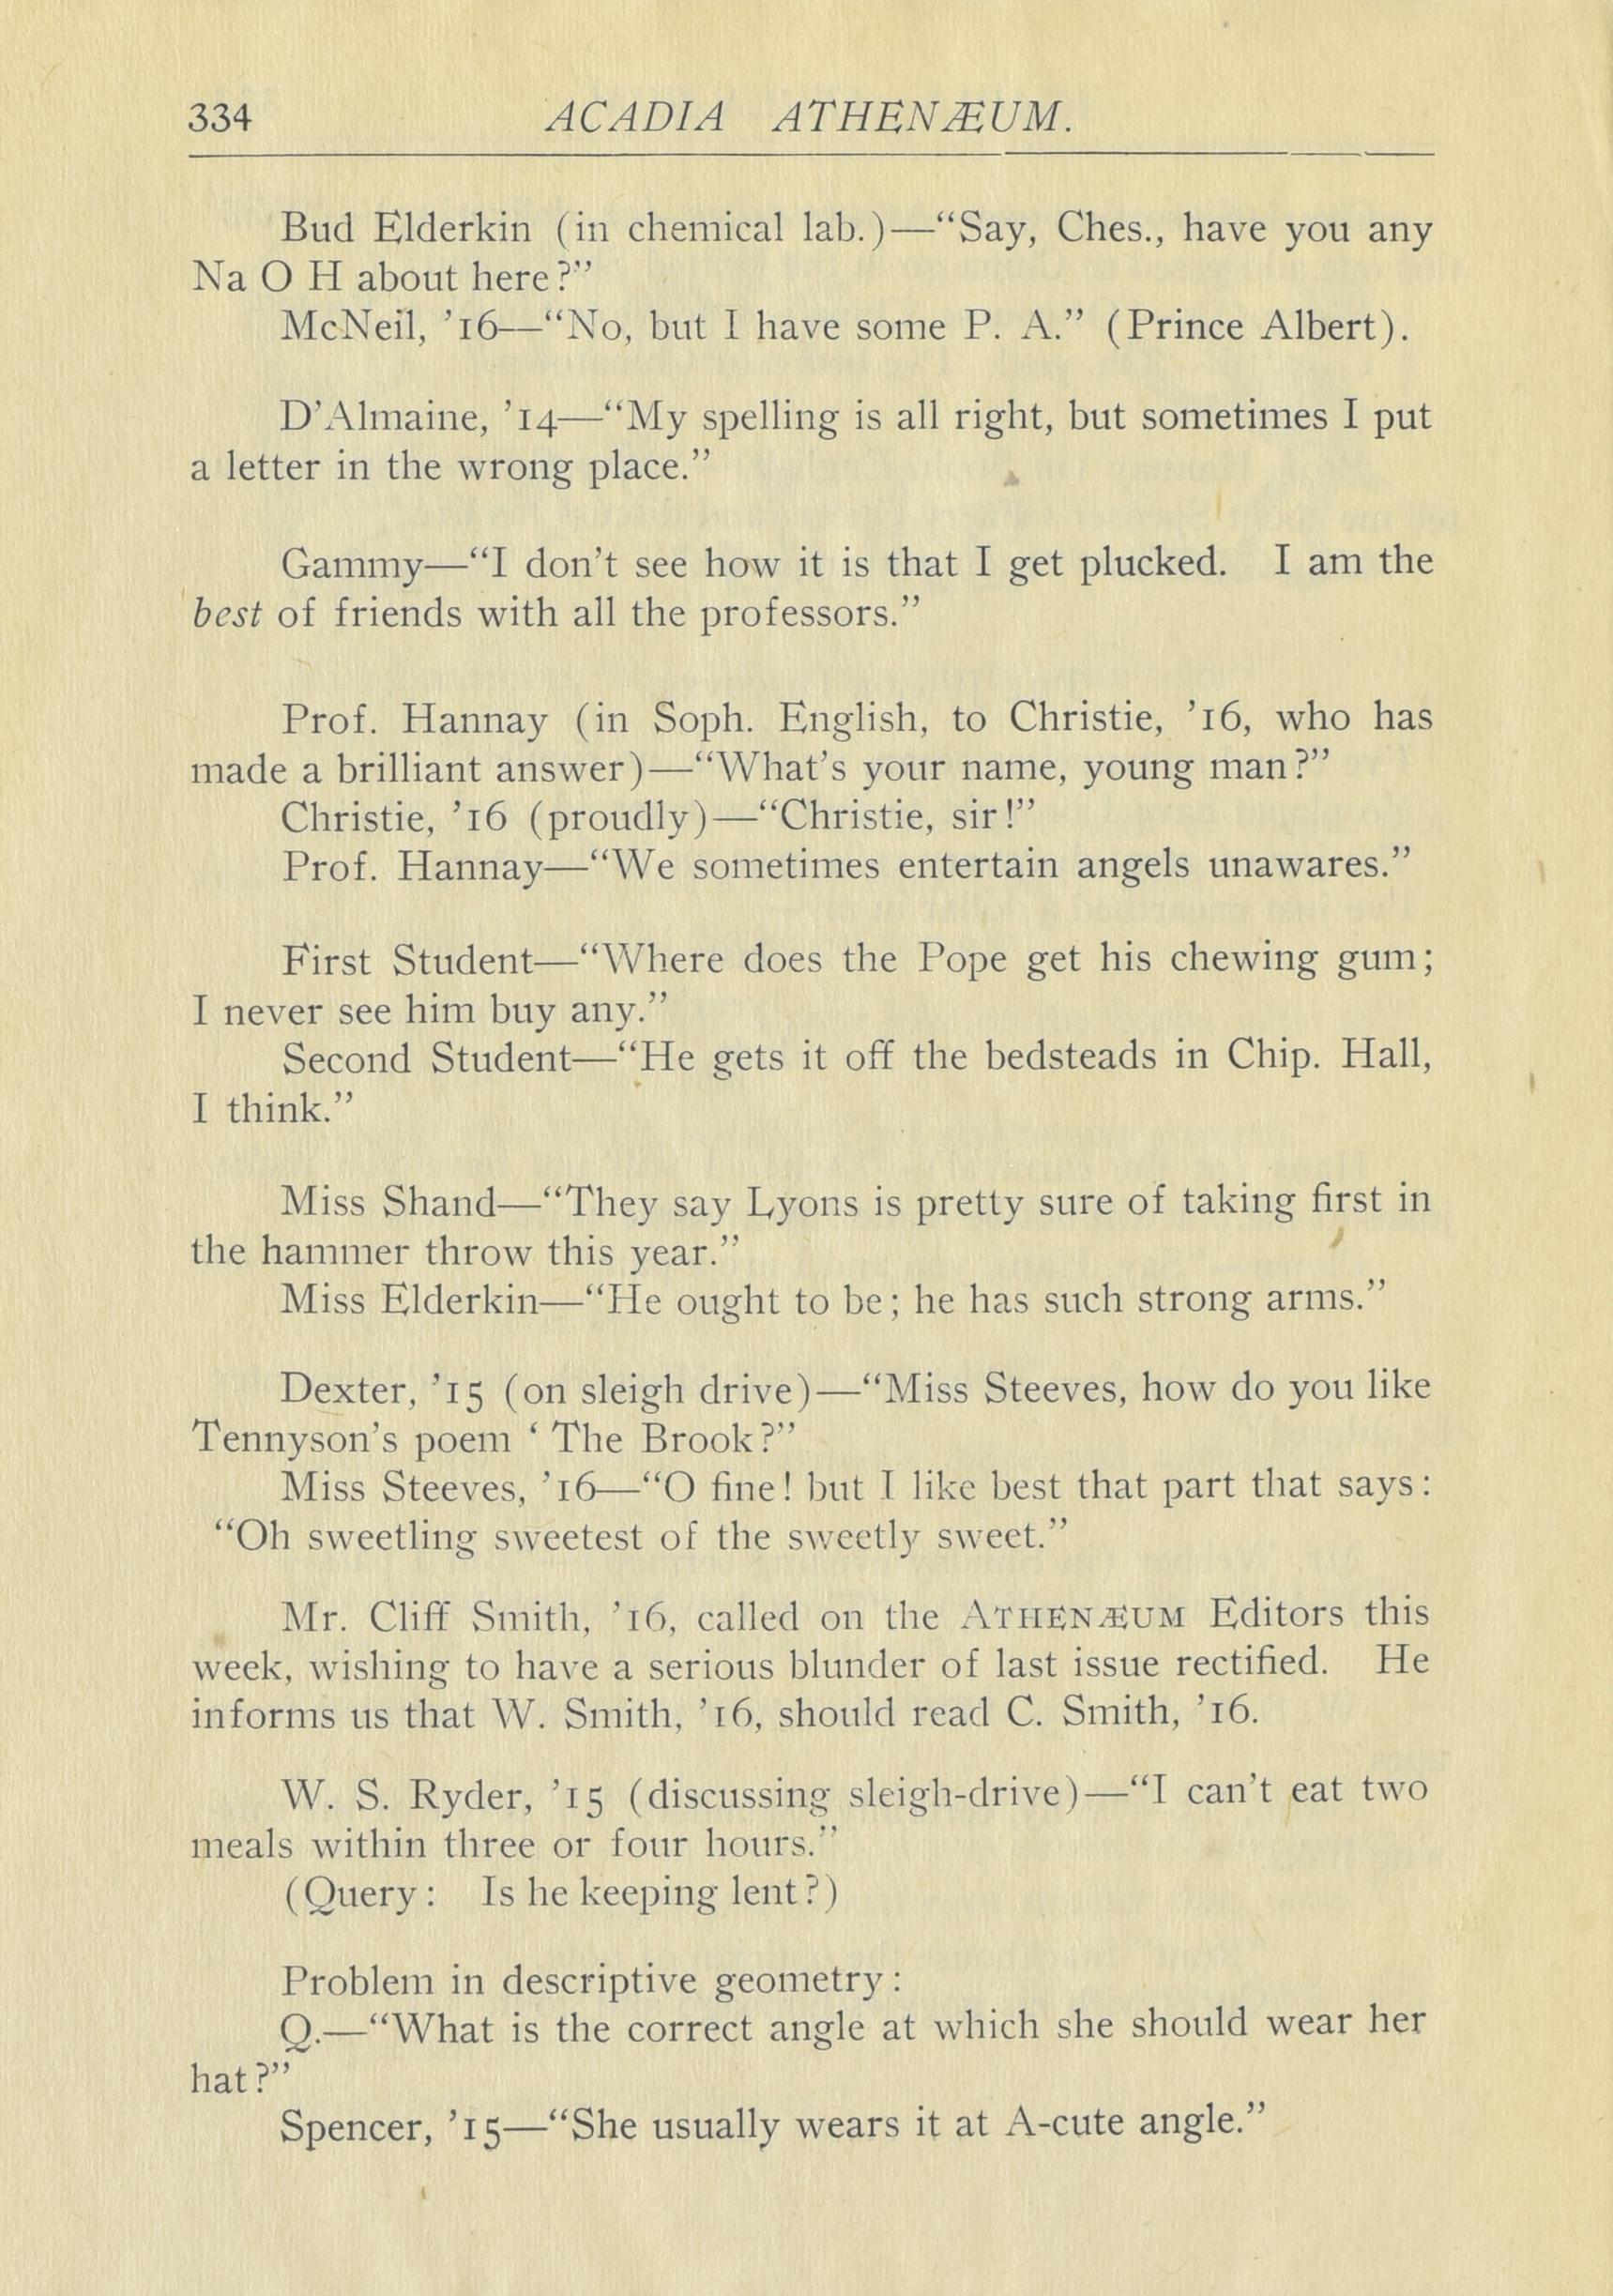 334 ACADIA ATHENÆUM.
Bud Elderkin (in chemical lab.)—“Say, Ches., have you any
Na O H about here?”
McNeil, ’16—“No, but I have some P. A.” (Prince Albert).
D’Almaine, ’14—“My spelling is all right, but sometimes I put
a letter in the wrong place.”
Gammy—“I don’t see how it is that I get plucked. I am the
best of friends with all the professors.”
Prof. Hannay (in Soph. English, to Christie, ’16, who has
made a brilliant answer)—“What’s your name, young man?”
Christie, ’16 (proudly)—“Christie, sir!”
Prof. Hannay—“We sometimes entertain angels unawares.”
First Student—“Where does the Pope get his chewing gum;
I never see him buy any.”
Second Student—“He gets it off the bedsteads in Chip. Hall,
I think.”
Miss Shand—“They say Lyons is pretty sure of taking first in
the hammer throw this year.”
Miss Elderkin—“He ought to be; he has such strong arms.”
Dexter, ’15 (on sleigh drive)—“Miss Steeves, how do you like
Tennyson’s poem ‘ The Brook?”
Miss Steeves, ’16—“O fine! but I like best that part that says:
“Oh sweetling sweetest of the sweetly sweet.”
Mr. Cliff Smith, ’16, called on the ATHENÆUM Editors this
week, wishing to have a serious blunder of last issue rectified. He
informs us that W. Smith, ’16, should read C. Smith, ’16.
W. S. Ryder, ’15 (discussing sleigh-drive)—“I can’t eat two
meals within three or four hours.”
(Query: Is he keeping lent?)
Problem in descriptive geometry:
Q.—“What is the correct angle at which she should wear her
hat?”
Spencer, ’15—“She usually wears it at A-cute angle.”